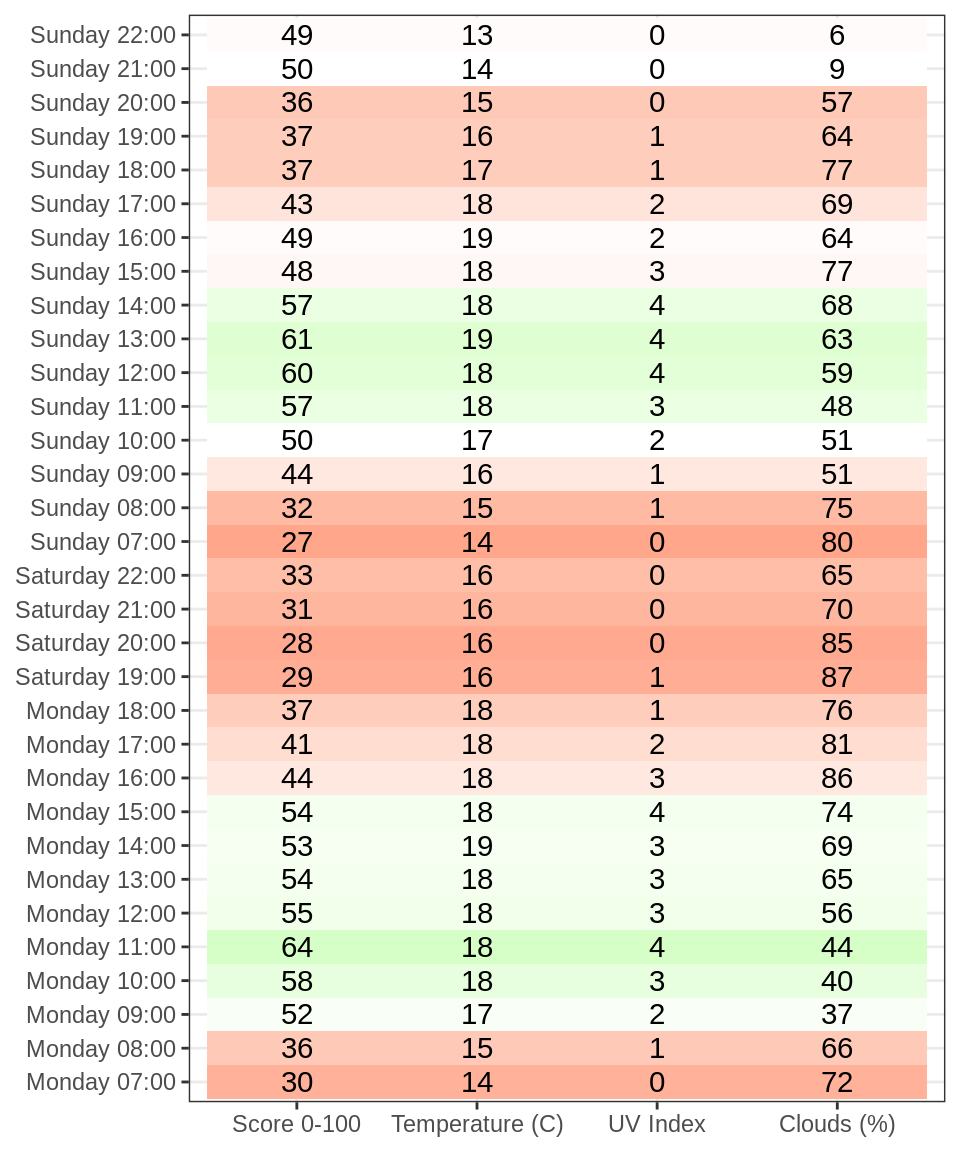 Sunday 22:00 49 13 0 6
Sunday 21:00 50 14 0 9
Sunday 20:00 36 15 0 57
Sunday 19:00 37 16 1 64
Sunday 18:00 37 17 1 77
Sunday 17:00 43 18 2 69
Sunday 16:00 49 19 2 64
Sunday 15:00 48 18 3 77
Sunday 14:00 57 18 4 68
Sunday 13:00 61 19 4 63
Sunday 12:00 60 18 4 59
Sunday 11:00 57 18 3 48
Sunday 10:00 50 17 2 51
Sunday 09:00 44 16 1 51
Sunday 08:00 32 15 1 75
Sunday 07:00 27 14 0 80
Saturday 22:00 33 16 0 65
Saturday 21:00 31 16 0 70
Saturday 20:00 28 16 0 85
Saturday 19:00 29 16 1 87
Monday 18:00 37 18 1 76
Monday 17:00 41 18 2 81
Monday 16:00 44 18 3 86
Monday 15:00 54 18 4 74
Monday 14:00 53 19 3 69
Monday 13:00 54 18 3 65
Monday 12:00 55 18 3 56
Monday 11:00 64 18 4 44
Monday 10:00 58 18 3 40
Monday 09:00 52 17 2 37
Monday 08:00 36 15 1 66
Monday 07:00 30 14 0 72
Score 0-100 Temperature (C) UV Index Clouds (%)